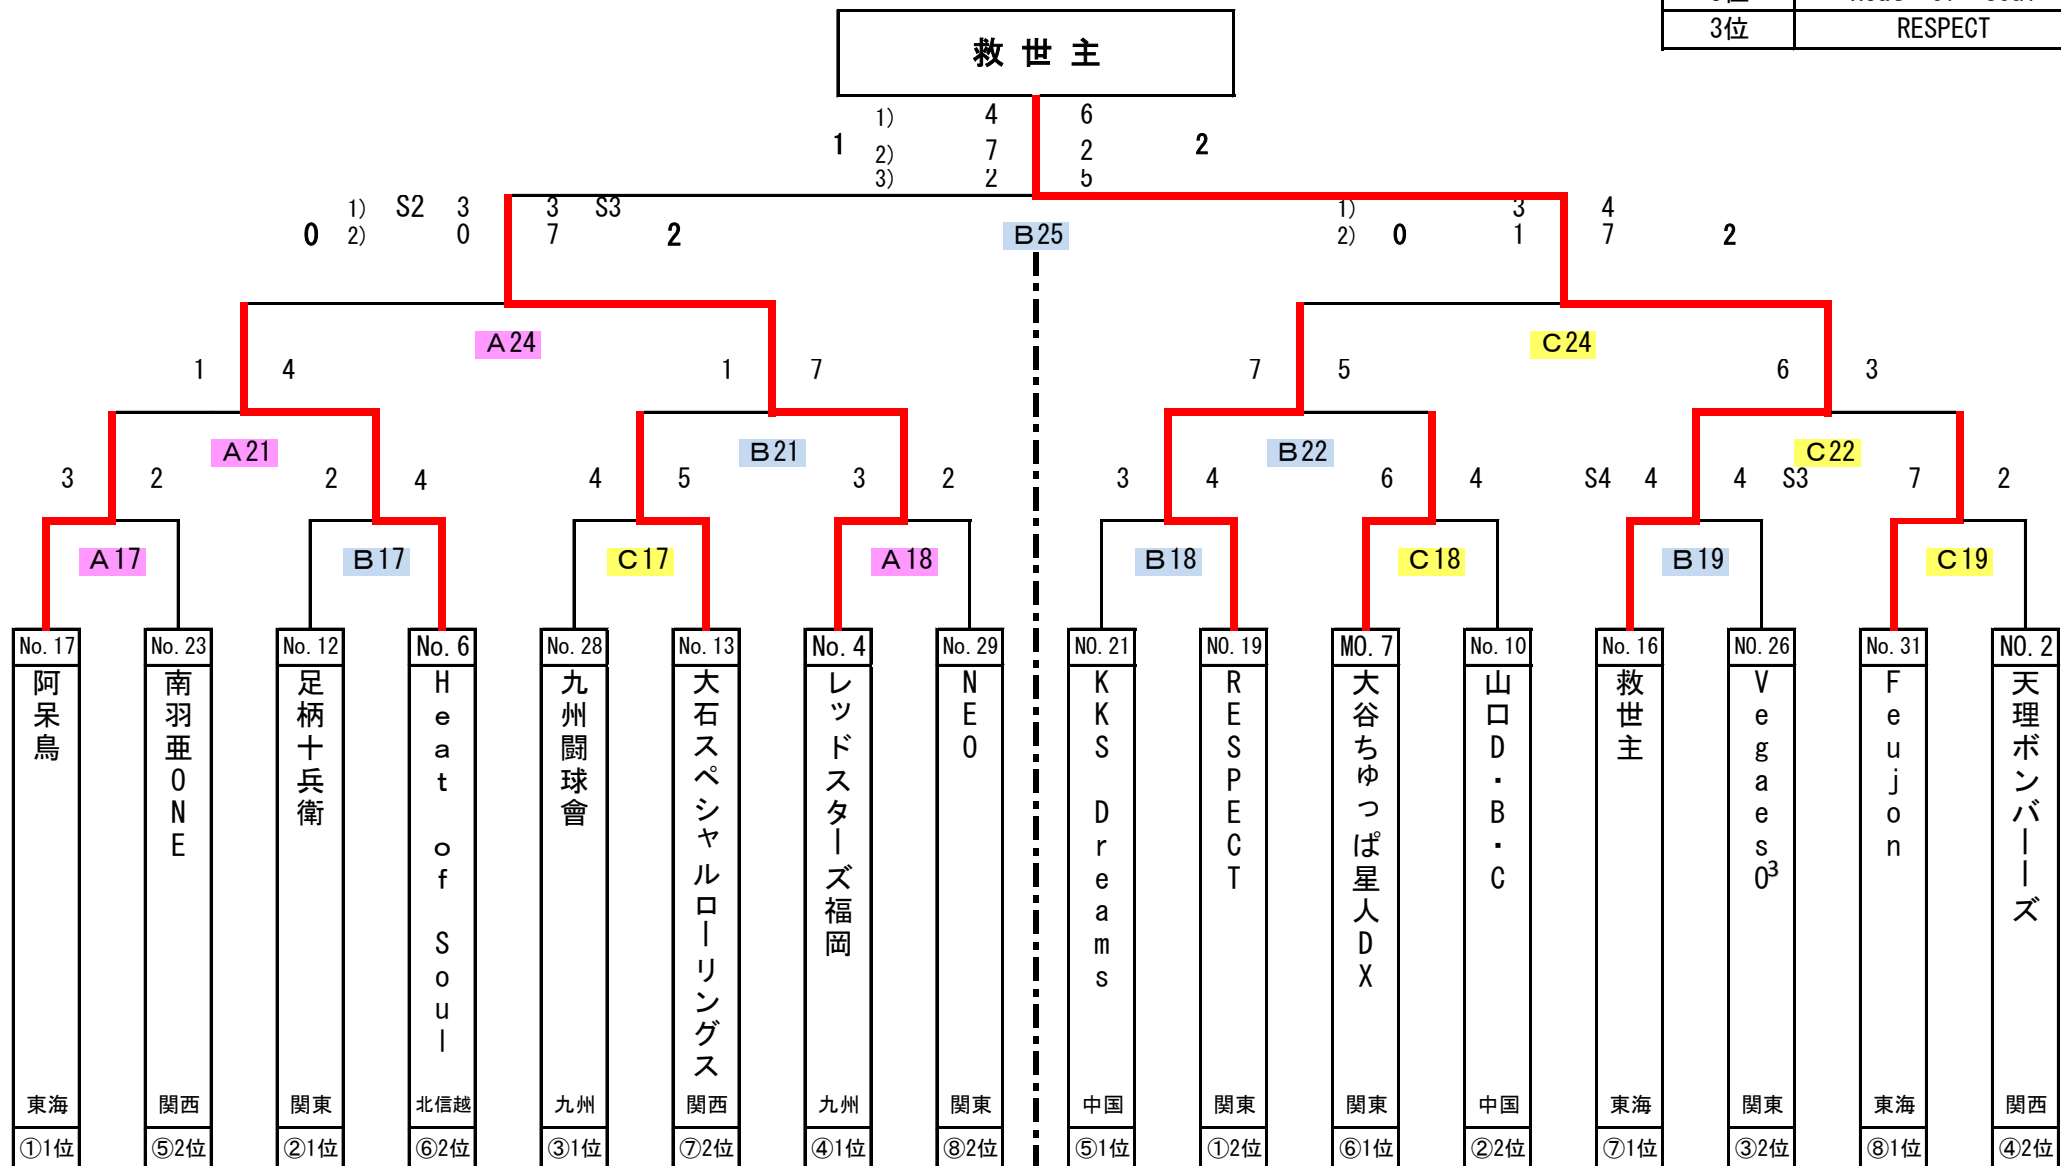 3位 RESPECT
救世主
1) 4 6
1 2) 7 2 2
3) 2 5
1) S2 3 3 S3 1) 3 4
0 2) 0 7 2 B25 2) 0 1 7 2
A24 C24
1 4 1 7 7 5 6 3
A21 B21 B22 C22
3 2 2 4 4 5 3 2 3 4 6 4 S4 4 4 S3 7 2
A17 B17 C17 A18 B18 C18 B19 C19
No.17 No.23 No.12 No.6 No.28 No.13 No.4 No.29 NO.21 NO.19 MO.7 No.10 No.16 NO.26 No.31 NO.2
阿呆鳥
南羽亜ONE
足柄十兵衛
Heat of Soul
九州闘球會
大石スペシャルローリングス
レッドスターズ福岡
NEO
KKS Dreams
RESPECT
大谷ちゅっぱ星人DX
山口D・B・C
救世主
VegaesO³
Feujon
天理ボンバーズ
東海 関西 関東 北信越 九州 関西 九州 関東 中国 関東 関東 中国 東海 関東 東海 関西
①1位 ⑤2位 ②1位 ⑥2位 ③1位 ⑦2位 ④1位 ⑧2位 ⑤1位 ①2位 ⑥1位 ②2位 ⑦1位 ③2位 ⑧1位 ④2位